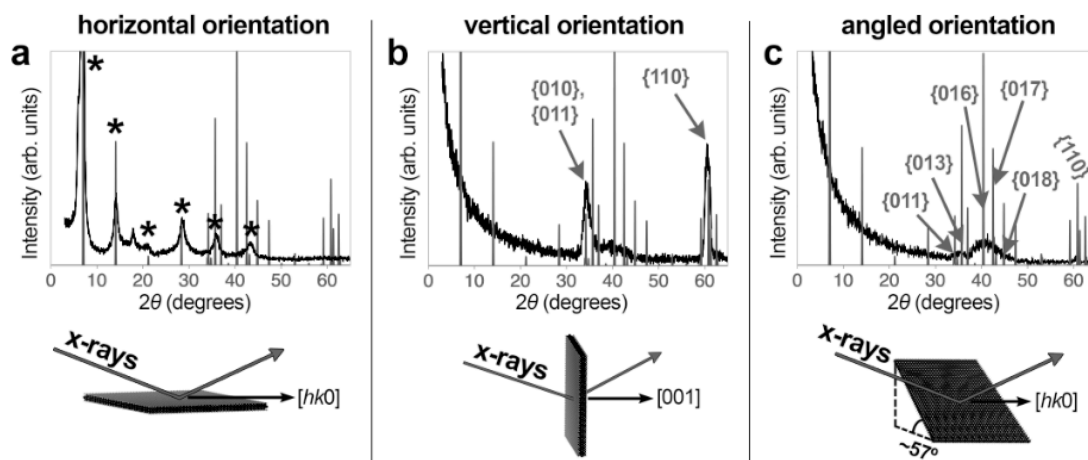 horizontal orientation
vertical orientation
angled orientation
a
Intensity (arb. units)
*
*
*
*
*
*
0 10 20 30 40 50 60
2θ (degrees)
x-rays
[hk0]
b
Intensity (arb. units)
{010},
{011}
{110}
0 10 20 30 40 50 60
2θ (degrees)
x-rays
[001]
c
Intensity (arb. units)
{016}
{017}
{013}
{011}
{018}
{110}
0 10 20 30 40 50 60
2θ (degrees)
x-rays
[hk0]
~57º